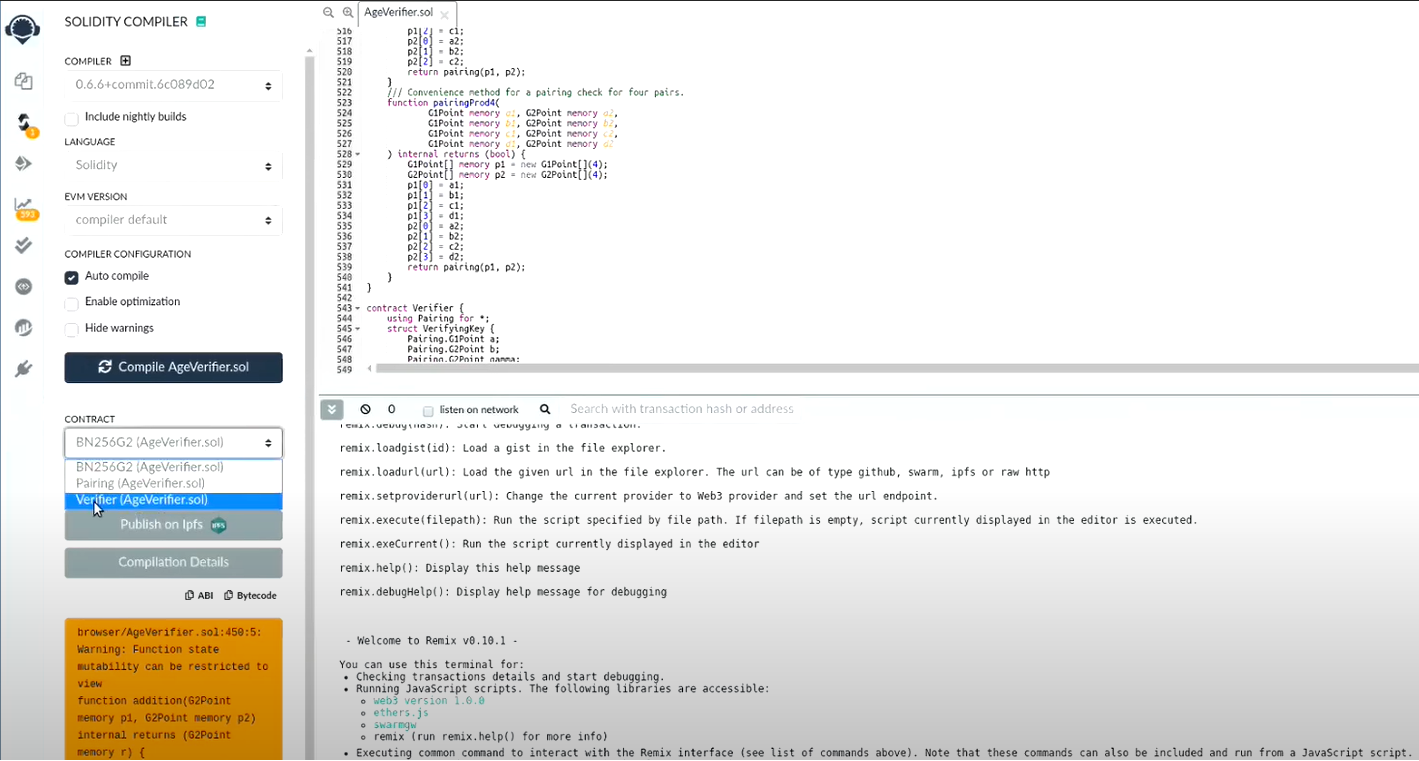 SOLIDITY COMPILER
COMPILER
0.6.6+commit.6c089d02
Include nightly builds
LANGUAGE
Solidity
EVM VERSION
compiler default
COMPILER CONFIGURATION
Auto compile
Enable optimization
Hide warnings
Compile AgeVerifier.sol
CONTRACT
BN256G2 (AgeVerifier.sol)
BN256G2 (AgeVerifier.sol)
Pairing (AgeVerifier.sol)
Verifier (AgeVerifier.sol)
Publish on Ipfs
Compilation Details
ABI Bytecode
browser/AgeVerifier.sol:450:5:
Warning: Function state
mutability can be restricted to
view
function addition(G2Point
memory p1, G2Point memory p2)
internal returns (G2Point
memory r) {
1
593
AgeVerifier.sol
516 p1[2] = c1;
517 p2[0] = a2;
518 p2[1] = b2;
519 p2[2] = c2;
520 return pairing(p1, p2);
521 }
522 /// Convenience method for a pairing check for four pairs.
523 function pairingProd4(
524 G1Point memory a1, G2Point memory a2,
525 G1Point memory b1, G2Point memory b2,
526 G1Point memory c1, G2Point memory c2,
527 G1Point memory d1, G2Point memory d2
528 ) internal returns (bool) {
529 G1Point[] memory p1 = new G1Point[](4);
530 G2Point[] memory p2 = new G2Point[](4);
531 p1[0] = a1;
532 p1[1] = b1;
533 p1[2] = c1;
534 p1[3] = d1;
535 p2[0] = a2;
536 p2[1] = b2;
537 p2[2] = c2;
538 p2[3] = d2;
539 return pairing(p1, p2);
540 }
541 }
542
543 contract Verifier {
544 using Pairing for *;
545 struct VerifyingKey {
546 Pairing.G1Point a;
547 Pairing.G2Point b;
548 Pairing.G2Point gamma;
549
0 listen on network Search with transaction hash or address
remix.debug(hash): Start debugging a transaction.
remix.loadgist(id): Load a gist in the file explorer.
remix.loadurl(url): Load the given url in the file explorer. The url can be of type github, swarm, ipfs or raw http
remix.setproviderurl(url): Change the current provider to Web3 provider and set the url endpoint.
remix.execute(filepath): Run the script specified by file path. If filepath is empty, script currently displayed in the editor is executed.
remix.exeCurrent(): Run the script currently displayed in the editor
remix.help(): Display this help message
remix.debugHelp(): Display help message for debugging
- Welcome to Remix v0.10.1 -
You can use this terminal for:
• Checking transactions details and start debugging.
• Running JavaScript scripts. The following libraries are accessible:
web3 version 1.0.0
ethers.js
swarmgw
remix (run remix.help() for more info)
• Executing common command to interact with the Remix interface (see list of commands above). Note that these commands can also be included and run from a JavaScript script.